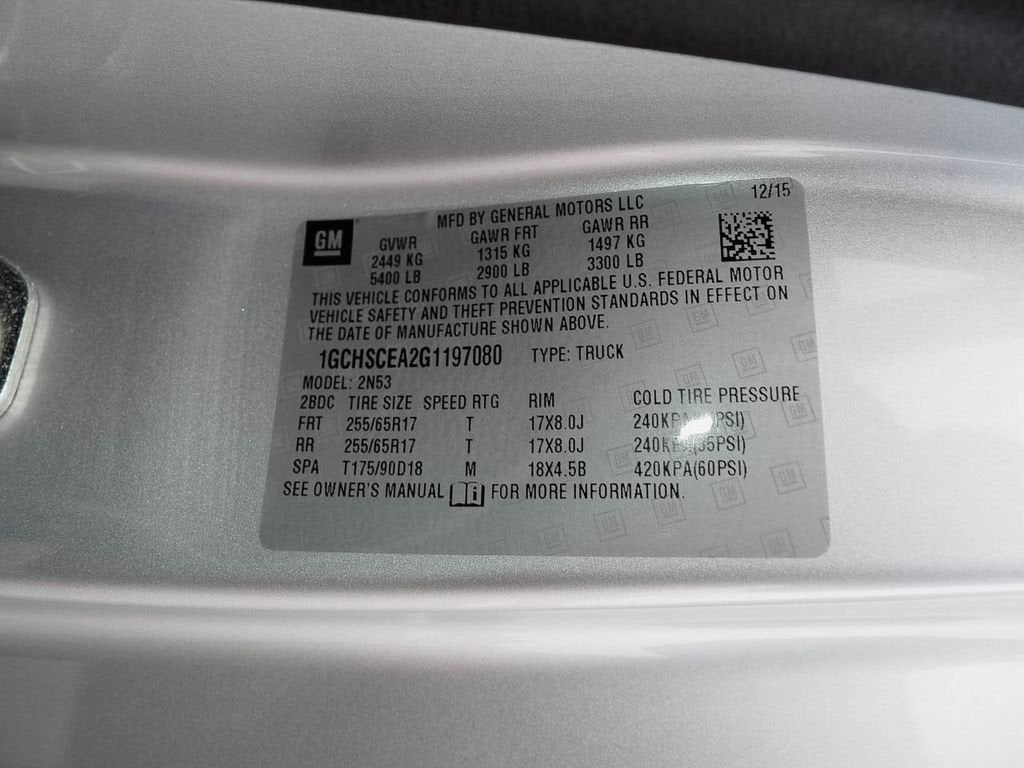 12/15
GM MFD BY GENERAL MOTORS LLC
GVWR GAWR FRT GAWR RR
2449 KG 1315 KG 1497 KG
5400 LB 2900 LB 3300 LB
THIS VEHICLE CONFORMS TO ALL APPLICABLE U.S. FEDERAL MOTOR
VEHICLE SAFETY AND THEFT PREVENTION STANDARDS IN EFFECT ON
THE DATE OF MANUFACTURE SHOWN ABOVE.
1GCHSCEA2G1197080 TYPE: TRUCK
MODEL: 2N53
2BDC TIRE SIZE SPEED RTG RIM COLD TIRE PRESSURE
FRT 255/65R17 T 17X8.0J PSI)
RR 255/65R17 T 17X8.0J 240KPA(35PSI)
SPA T175/90D18 M 18X4.5B 420KPA(60PSI)
SEE OWNER'S MANUAL FOR MORE INFORMATION.